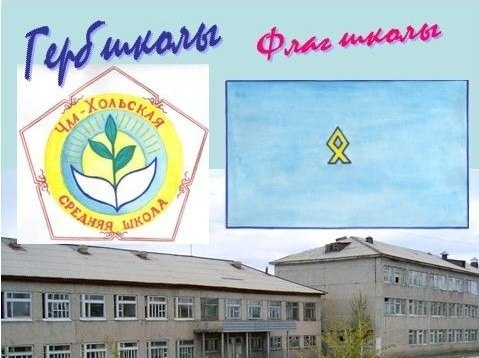 Герб школы
Флаг школы
ЧМ-ХОЛЬСКАЯ
СРЕДНЯЯ ШКОЛА